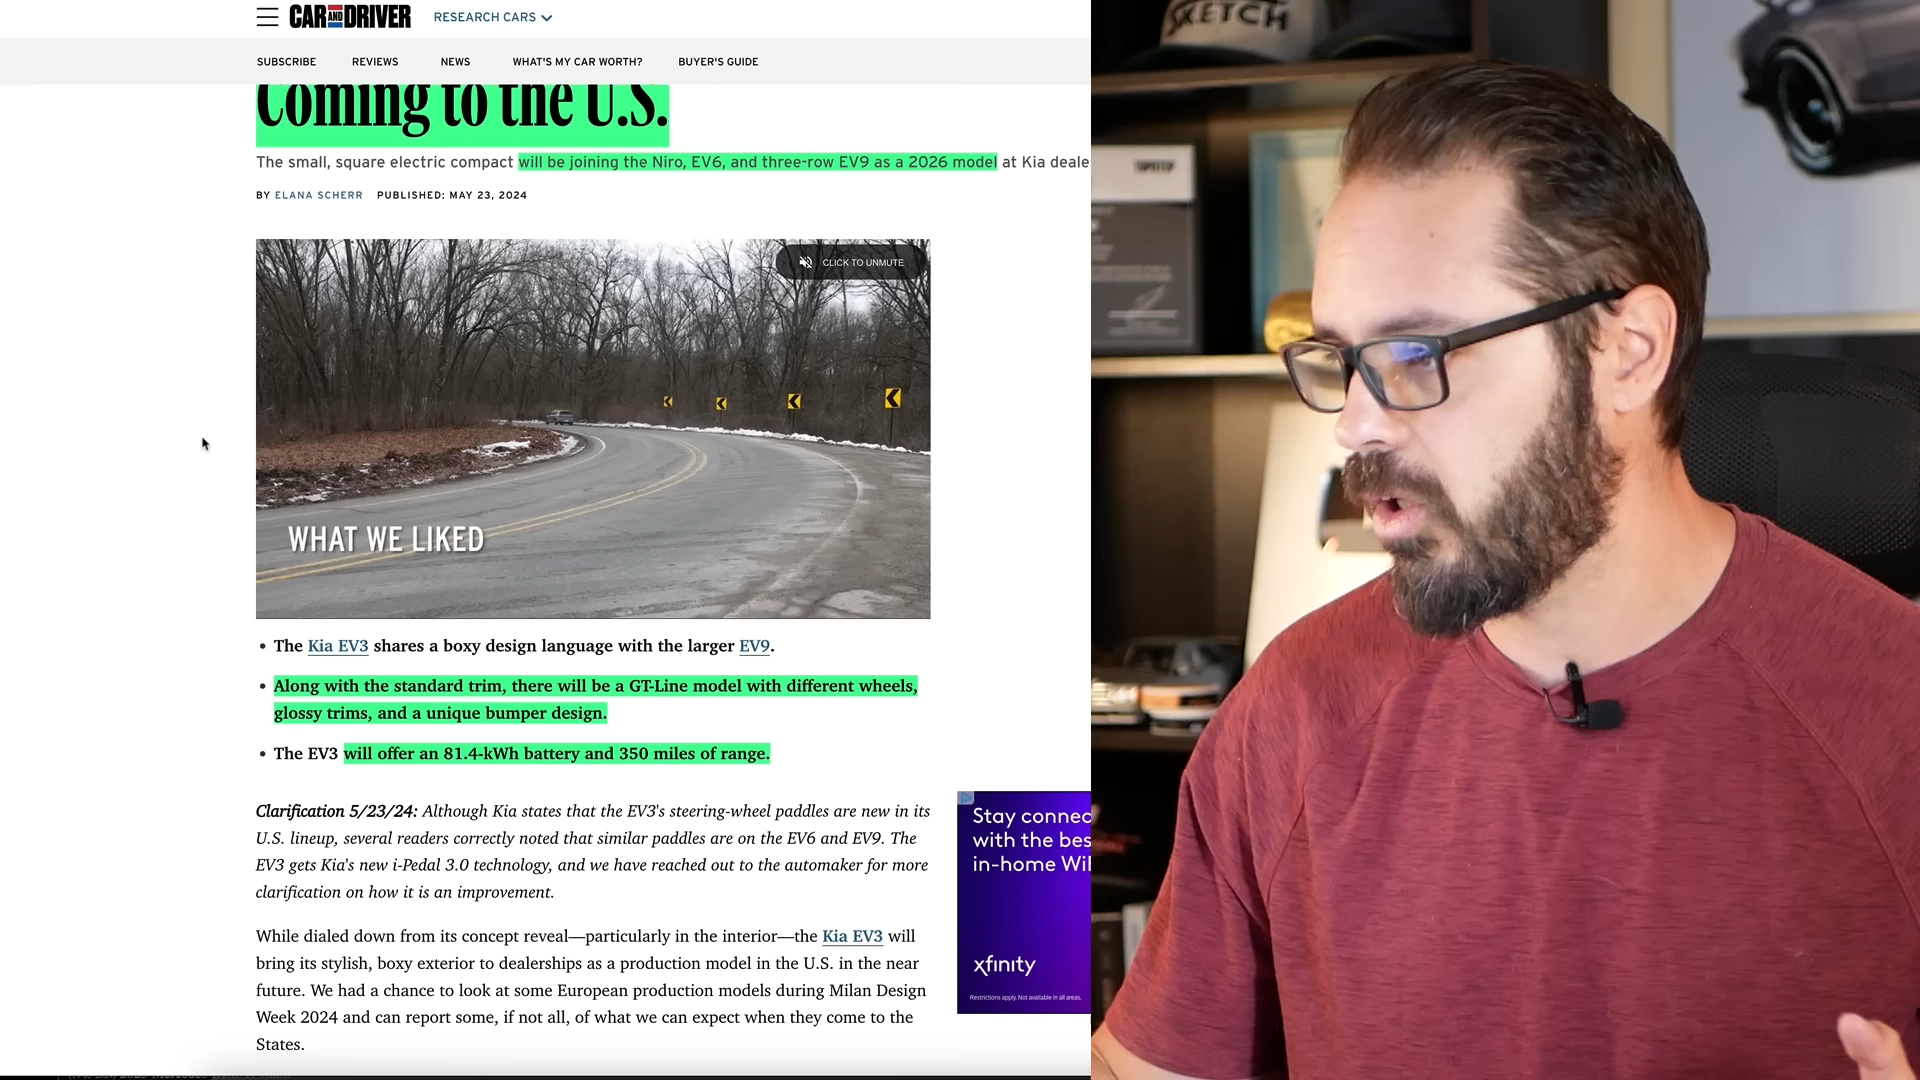 CAR AND DRIVER RESEARCH CARS
SUBSCRIBE REVIEWS NEWS WHAT'S MY CAR WORTH? BUYER'S GUIDE
Coming to the U.S.
The small, square electric compact will be joining the Niro, EV6, and three-row EV9 as a 2026 model at Kia deale
BY ELANA SCHERR PUBLISHED: MAY 23, 2024
CLICK TO UNMUTE
WHAT WE LIKED
• The Kia EV3 shares a boxy design language with the larger EV9.
• Along with the standard trim, there will be a GT-Line model with different wheels,
glossy trims, and a unique bumper design.
• The EV3 will offer an 81.4-kWh battery and 350 miles of range.
Clarification 5/23/24: Although Kia states that the EV3's steering-wheel paddles are new in its
U.S. lineup, several readers correctly noted that similar paddles are on the EV6 and EV9. The
EV3 gets Kia's new i-Pedal 3.0 technology, and we have reached out to the automaker for more
clarification on how it is an improvement.
While dialed down from its concept reveal—particularly in the interior—the Kia EV3 will
bring its stylish, boxy exterior to dealerships as a production model in the U.S. in the near
future. We had a chance to look at some European production models during Milan Design
Week 2024 and can report some, if not all, of what we can expect when they come to the
States.
Stay connec
with the bes
in-home Wi
xfinity
Restrictions apply. Not available in all areas.
SKETCH